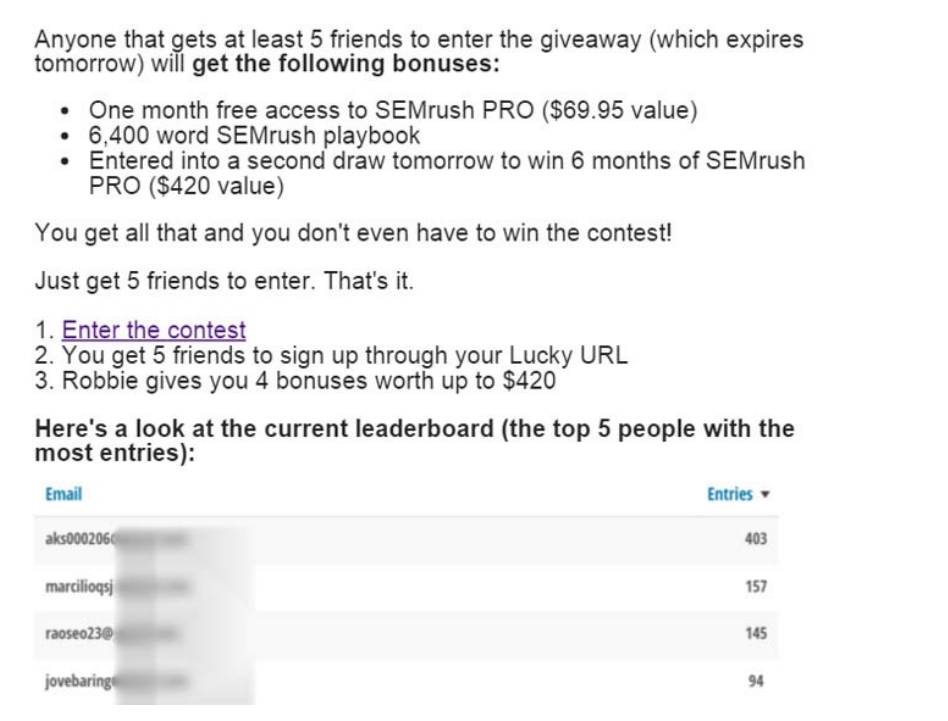 Anyone that gets at least 5 friends to enter the giveaway (which expires
tomorrow) will get the following bonuses:
• One month free access to SEMrush PRO ($69.95 value)
• 6,400 word SEMrush playbook
• Entered into a second draw tomorrow to win 6 months of SEMrush
PRO ($420 value)
You get all that and you don't even have to win the contest!
Just get 5 friends to enter. That's it.
1. Enter the contest
2. You get 5 friends to sign up through your Lucky URL
3. Robbie gives you 4 bonuses worth up to $420
Here's a look at the current leaderboard (the top 5 people with the
most entries):
Email Entries ▼
aks000206 403
marcilioqsj 157
raoseo23@ 145
jovebaring 94